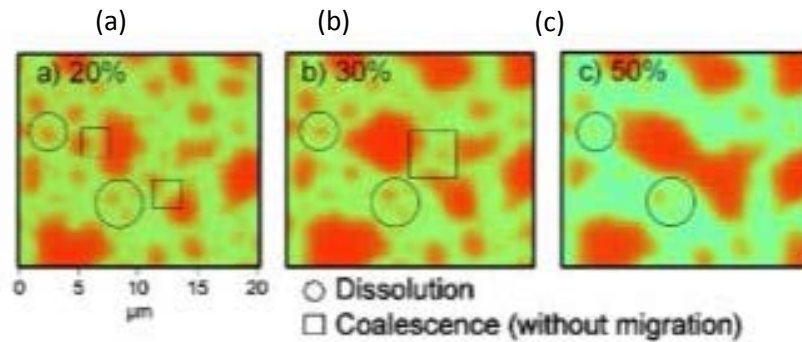 (a) (b) (c)
a) 20% b) 30% c) 50%
0 5 10 15 20
µm
Dissolution
Coalescence (without migration)